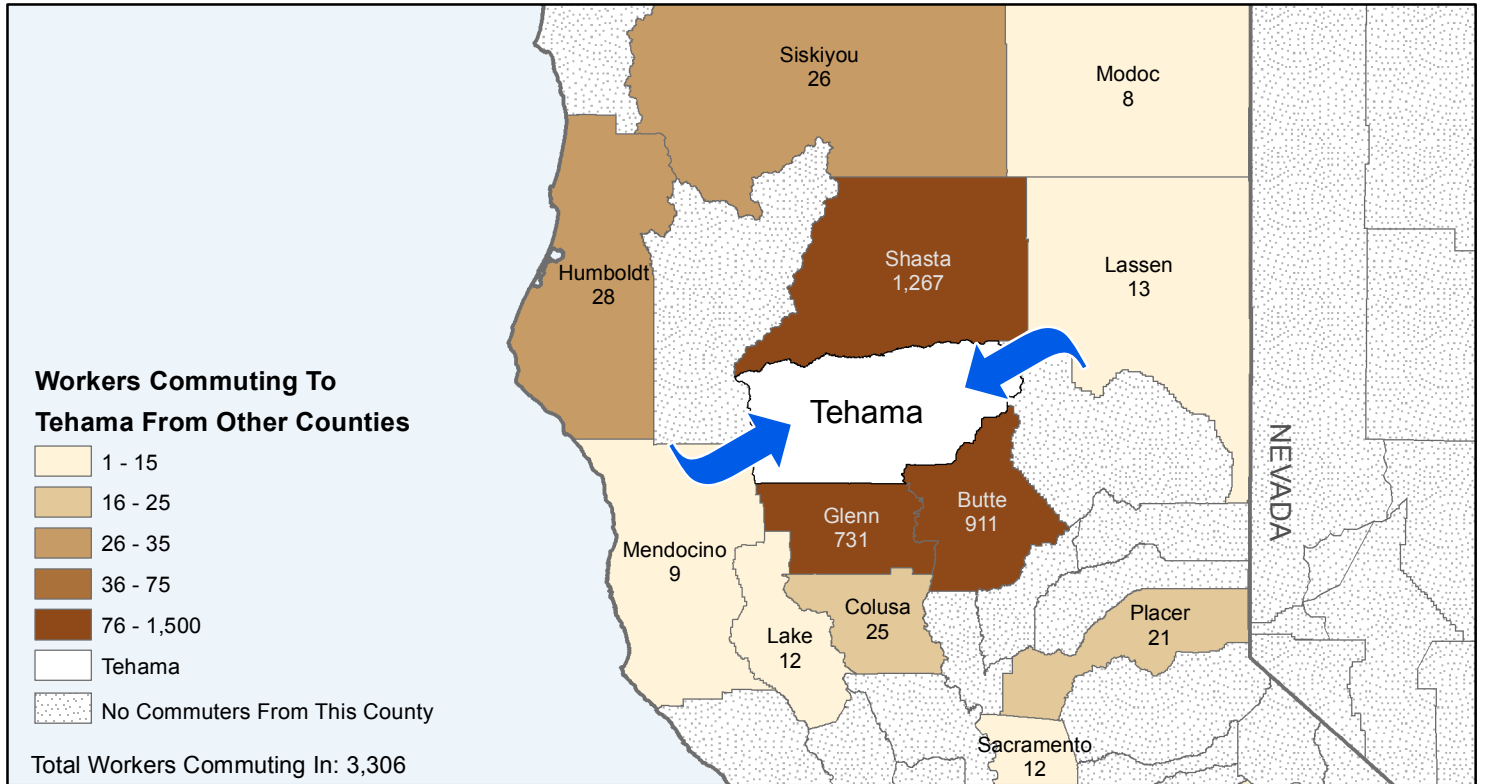 Siskiyou
26
Modoc
8
Shasta
1,267
Lassen
13
Humboldt
28
Tehama
NEVADA
Glenn
731
Butte
911
Mendocino
9
Colusa
25
Placer
21
Lake
12
Sacramento
12
Workers Commuting To
Tehama From Other Counties
1 - 15
16 - 25
26 - 35
36 - 75
76 - 1,500
Tehama
No Commuters From This County
Total Workers Commuting In: 3,306